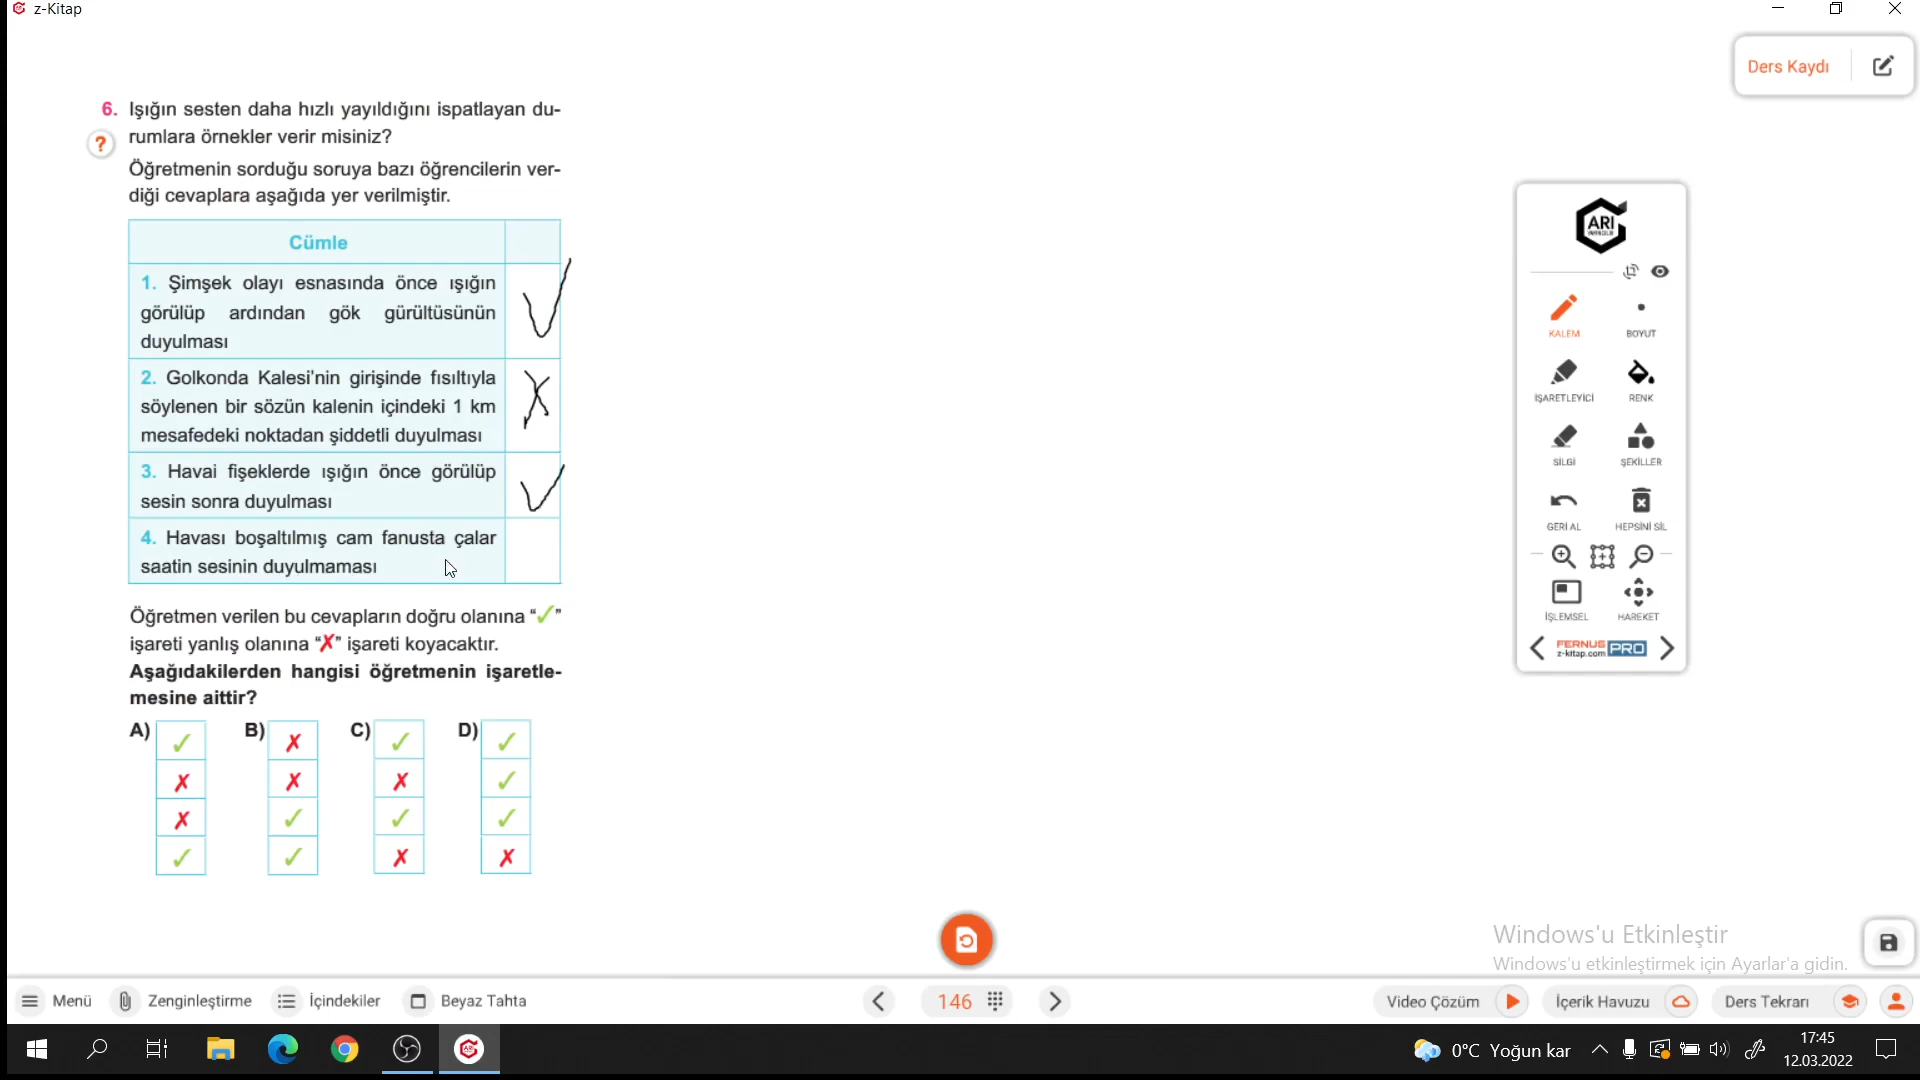 z-Kitap
Ders Kaydı
6. Işığın sesten daha hızlı yayıldığını ispatlayan du-
rumlara örnekler verir misiniz?
?
Öğretmenin sorduğu soruya bazı öğrencilerin ver-
diği cevaplara aşağıda yer verilmiştir.
Cümle
1. Şimşek olayı esnasında önce ışığın
görülüp ardından gök gürültüsünün
duyulması
2. Golkonda Kalesi'nin girişinde fısıltıyla
söylenen bir sözün kalenin içindeki 1 km
mesafedeki noktadan şiddetli duyulması
3. Havai fişeklerde ışığın önce görülüp
sesin sonra duyulması
4. Havası boşaltılmış cam fanusta çalar
saatin sesinin duyulmaması
Öğretmen verilen bu cevapların doğru olanına "✓"
işareti yanlış olanına "✗" işareti koyacaktır.
Aşağıdakilerden hangisi öğretmenin işaretle-
mesine aittir?
A) B) C) D)
✓ ✗ ✓ ✓
✗ ✗ ✗ ✓
✗ ✓ ✓ ✓
✓ ✓ ✗ ✗
ARI
YAYINCILIK
KALEM BOYUT
İŞARETLEYİCİ RENK
SİLGİ ŞEKİLLER
GERİ AL HEPSİNİ SİL
İŞLEMSEL HAREKET
FERNUS
z-kitap.com PRO
Windows'u Etkinleştir
Windows'u etkinleştirmek için Ayarlar'a gidin.
Menü Zenginleştirme İçindekiler Beyaz Tahta 146 Video Çözüm İçerik Havuzu Ders Tekrarı
0°C Yoğun kar
17:45
12.03.2022